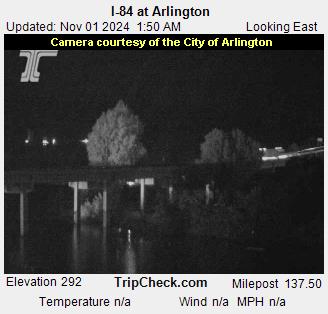 I-84 at Arlington
Updated: Nov 01 2024 1:50 AM Looking East
Camera courtesy of the City of Arlington
Elevation 292 TripCheck.com Milepost 137.50
Temperature n/a Wind n/a MPH n/a